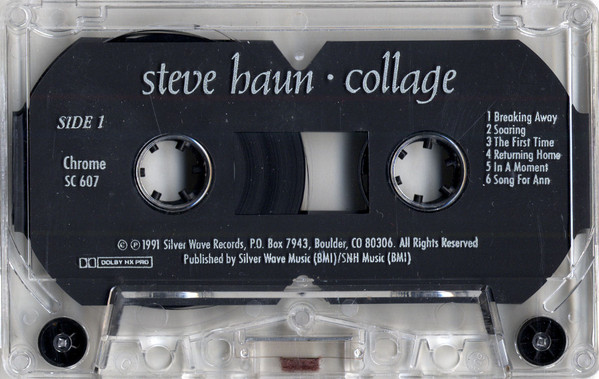 steve haun · collage
SIDE 1
Chrome
SC 607
1 Breaking Away
2 Soaring
3 The First Time
4 Returning Home
5 In A Moment
6 Song For Ann
© ℗ 1991 Silver Wave Records, P.O. Box 7943, Boulder, CO 80306. All Rights Reserved
Published by Silver Wave Music (BMI)/SNH Music (BMI)
DOLBY HX PRO